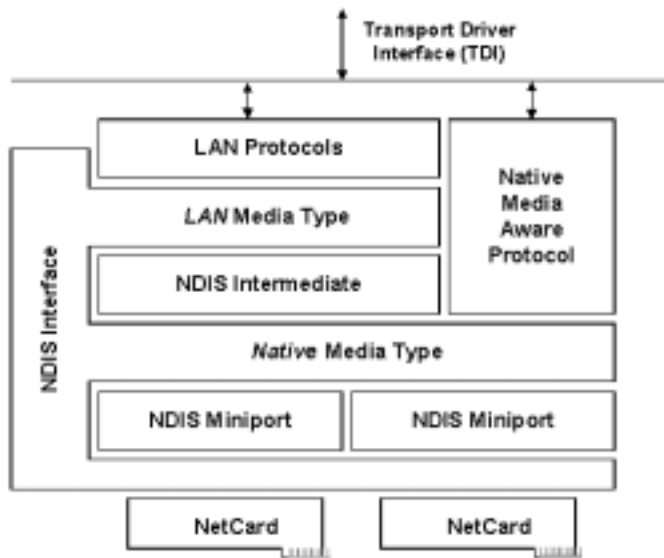 Transport Driver
Interface (TDI)
LAN Protocols
Native
Media
Aware
Protocol
LAN Media Type
NDIS Intermediate
NDIS Interface
Native Media Type
NDIS Miniport
NDIS Miniport
NetCard
NetCard